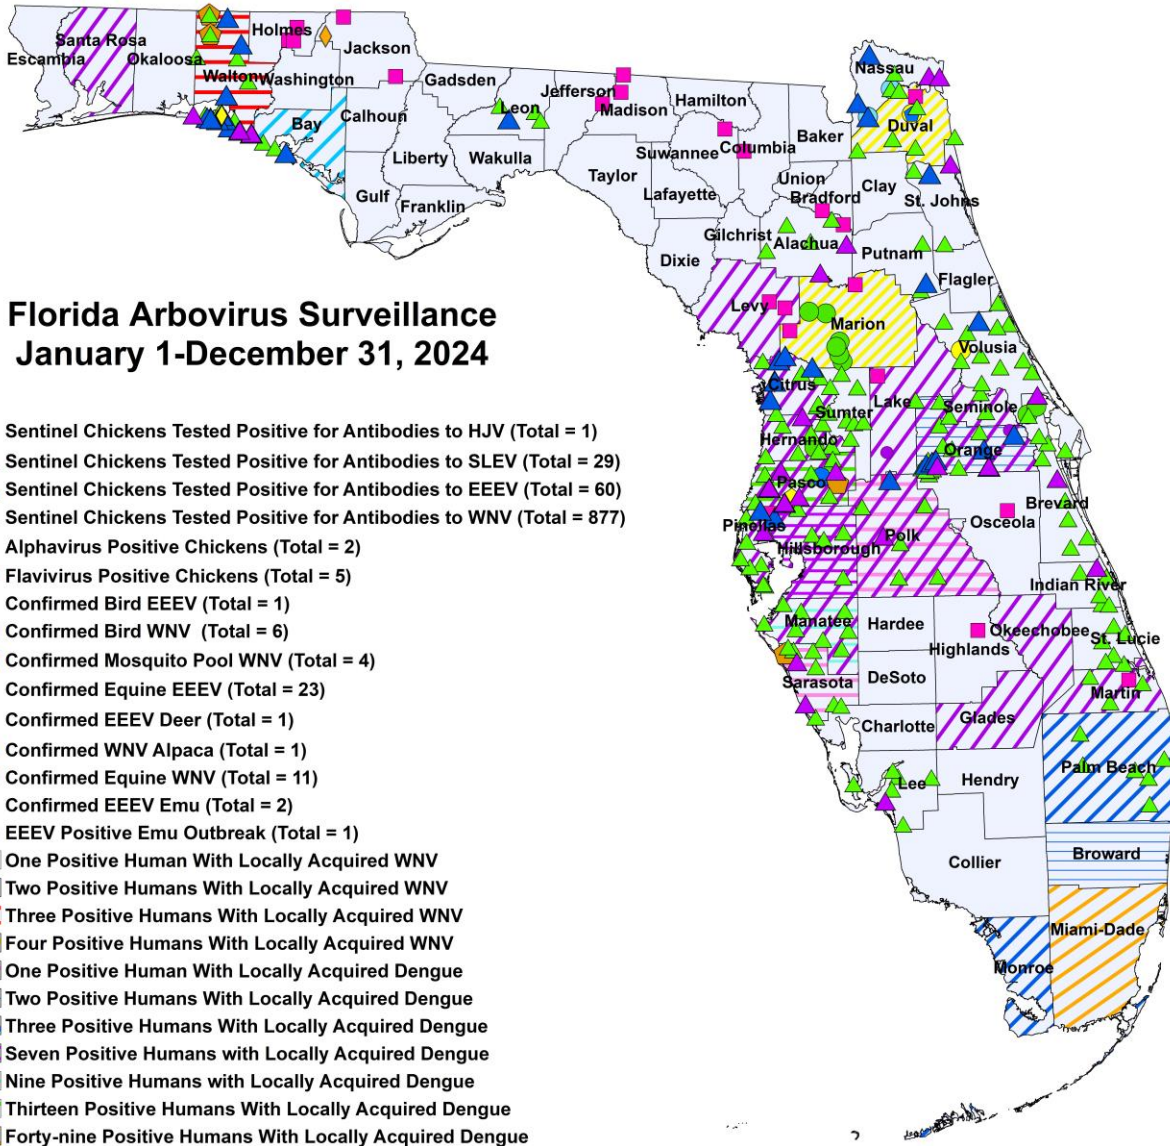 Santa Rosa
Escambia
Okaloosa
Walton
Holmes
Washington
Jackson
Bay
Calhoun
Gadsden
Liberty
Gulf
Franklin
Leon
Wakulla
Jefferson
Madison
Taylor
Hamilton
Suwannee
Columbia
Lafayette
Baker
Union
Bradford
Nassau
Duval
Clay
St. Johns
Gilchrist
Alachua
Putnam
Dixie
Flagler
Levy
Marion
Volusia
Florida Arbovirus Surveillance
January 1-December 31, 2024
Citrus
Lake
Sumter
Seminole
Hernando
Orange
Pasco
Brevard
Pinellas
Hillsborough
Polk
Osceola
Indian River
Manatee
Hardee
Highlands
Okeechobee
St. Lucie
Sarasota
DeSoto
Martin
Charlotte
Glades
Lee
Hendry
Palm Beach
Collier
Broward
Miami-Dade
Monroe
Sentinel Chickens Tested Positive for Antibodies to HJV (Total = 1)
Sentinel Chickens Tested Positive for Antibodies to SLEV (Total = 29)
Sentinel Chickens Tested Positive for Antibodies to EEEV (Total = 60)
Sentinel Chickens Tested Positive for Antibodies to WNV (Total = 877)
Alphavirus Positive Chickens (Total = 2)
Flavivirus Positive Chickens (Total = 5)
Confirmed Bird EEEV (Total = 1)
Confirmed Bird WNV (Total = 6)
Confirmed Mosquito Pool WNV (Total = 4)
Confirmed Equine EEEV (Total = 23)
Confirmed EEEV Deer (Total = 1)
Confirmed WNV Alpaca (Total = 1)
Confirmed Equine WNV (Total = 11)
Confirmed EEEV Emu (Total = 2)
EEEV Positive Emu Outbreak (Total = 1)
One Positive Human With Locally Acquired WNV
Two Positive Humans With Locally Acquired WNV
Three Positive Humans With Locally Acquired WNV
Four Positive Humans With Locally Acquired WNV
One Positive Human With Locally Acquired Dengue
Two Positive Humans With Locally Acquired Dengue
Three Positive Humans With Locally Acquired Dengue
Seven Positive Humans with Locally Acquired Dengue
Nine Positive Humans with Locally Acquired Dengue
Thirteen Positive Humans With Locally Acquired Dengue
Forty-nine Positive Humans With Locally Acquired Dengue